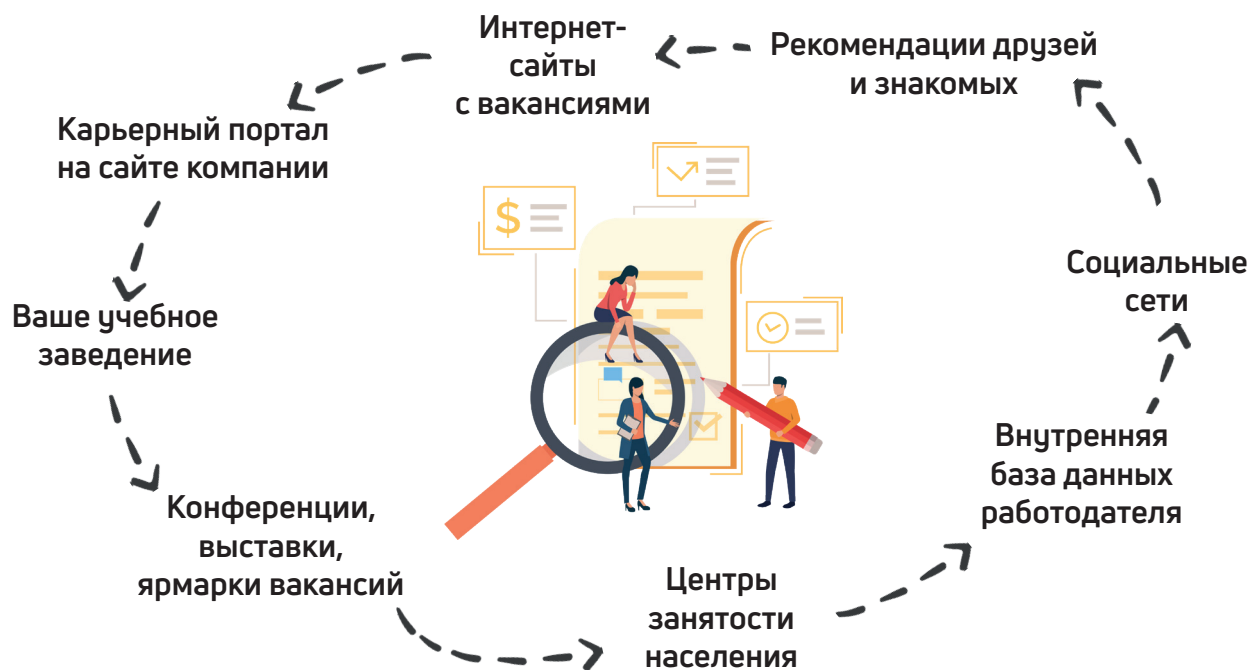 Интернет-
сайты
с вакансиями
Рекомендации друзей
и знакомых
Карьерный портал
на сайте компании
$
Социальные
сети
Ваше учебное
заведение
Внутренняя
база данных
работодателя
Конференции,
выставки,
ярмарки вакансий
Центры
занятости
населения